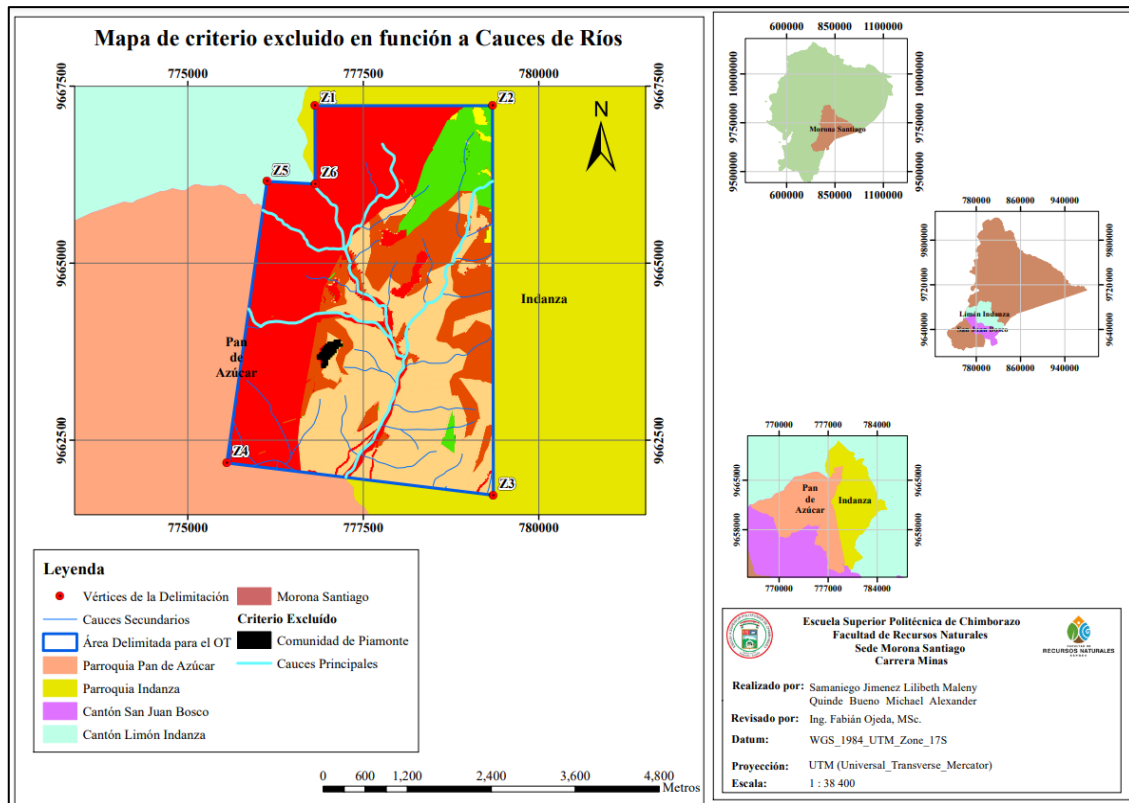 Mapa de criterio excluido en función a Cauces de Ríos
775000 777500 780000
9667500 9667500
9665000 9665000
9662500 9662500
775000 777500 780000
Z1
Z2
Z5
Z6
Z4
Z3
N
Indanza
Pan
de
Azúcar
Leyenda
Vértices de la Delimitación
Cauces Secundarios
Área Delimitada para el OT
Parroquia Pan de Azúcar
Parroquia Indanza
Cantón San Juan Bosco
Cantón Limón Indanza
Morona Santiago
Criterio Excluído
Comunidad de Piamonte
Cauces Principales
0 600 1,200 2,400 3,600 4,800
Metros
600000 850000 1100000
10000000 10000000
9750000 9750000
9500000 9500000
Morona Santiago
600000 850000 1100000
780000 860000 940000
9800000 9800000
9720000 9720000
9640000 9640000
Limón Indanza
San Juan Bosco
780000 860000 940000
770000 777000 784000
9665000 9665000
9658000 9658000
Pan
de
Azúcar
Indanza
770000 777000 784000
Escuela Superior Politécnica de Chimborazo
Facultad de Recursos Naturales
Sede Morona Santiago
Carrera Minas
RECURSOS NATURALES
Realizado por: Samaniego Jimenez Lilibeth Maleny
Quinde Bueno Michael Alexander
Revisado por: Ing. Fabián Ojeda, MSc.
Datum: WGS_1984_UTM_Zone_17S
Proyección: UTM (Universal_Transverse_Mercator)
Escala: 1 : 38 400